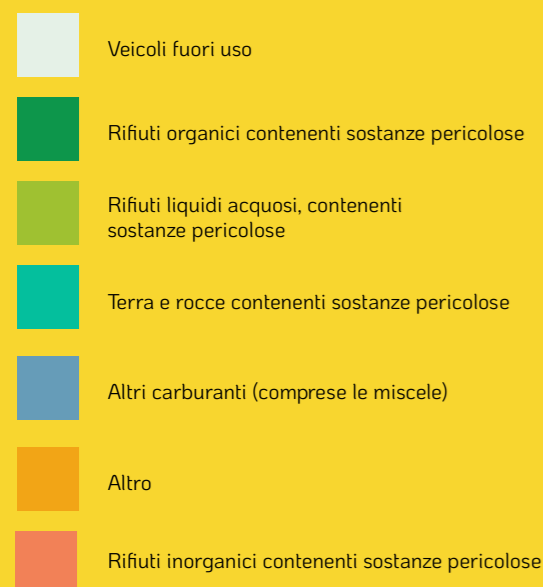 Veicoli fuori uso
Rifiuti organici contenenti sostanze pericolose
Rifiuti liquidi acquosi, contenenti
sostanze pericolose
Terra e rocce contenenti sostanze pericolose
Altri carburanti (comprese le miscele)
Altro
Rifiuti inorganici contenenti sostanze pericolose